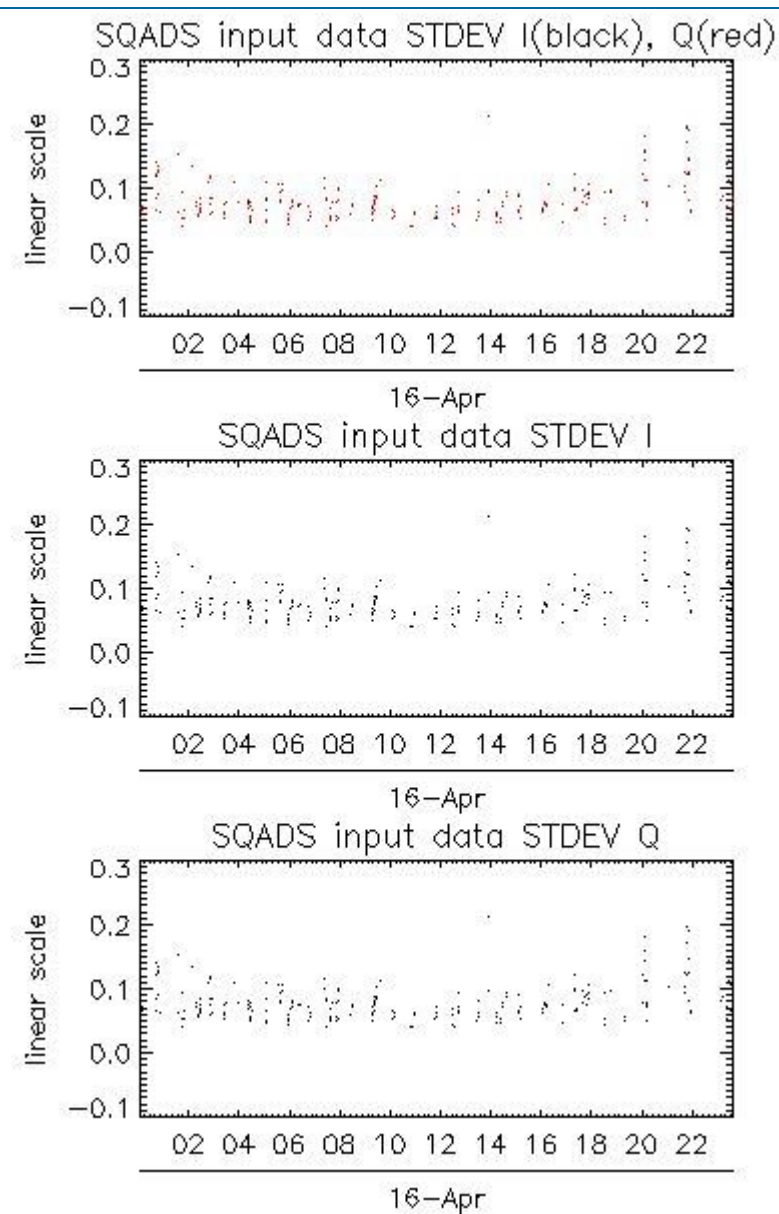 SQADS input data STDEV I(black), Q(red)
0.3
0.2
0.1
0.0
-0.1
linear scale
02 04 06 08 10 12 14 16 18 20 22
16-Apr
SQADS input data STDEV I
0.3
0.2
0.1
0.0
-0.1
linear scale
02 04 06 08 10 12 14 16 18 20 22
16-Apr
SQADS input data STDEV Q
0.3
0.2
0.1
0.0
-0.1
linear scale
02 04 06 08 10 12 14 16 18 20 22
16-Apr